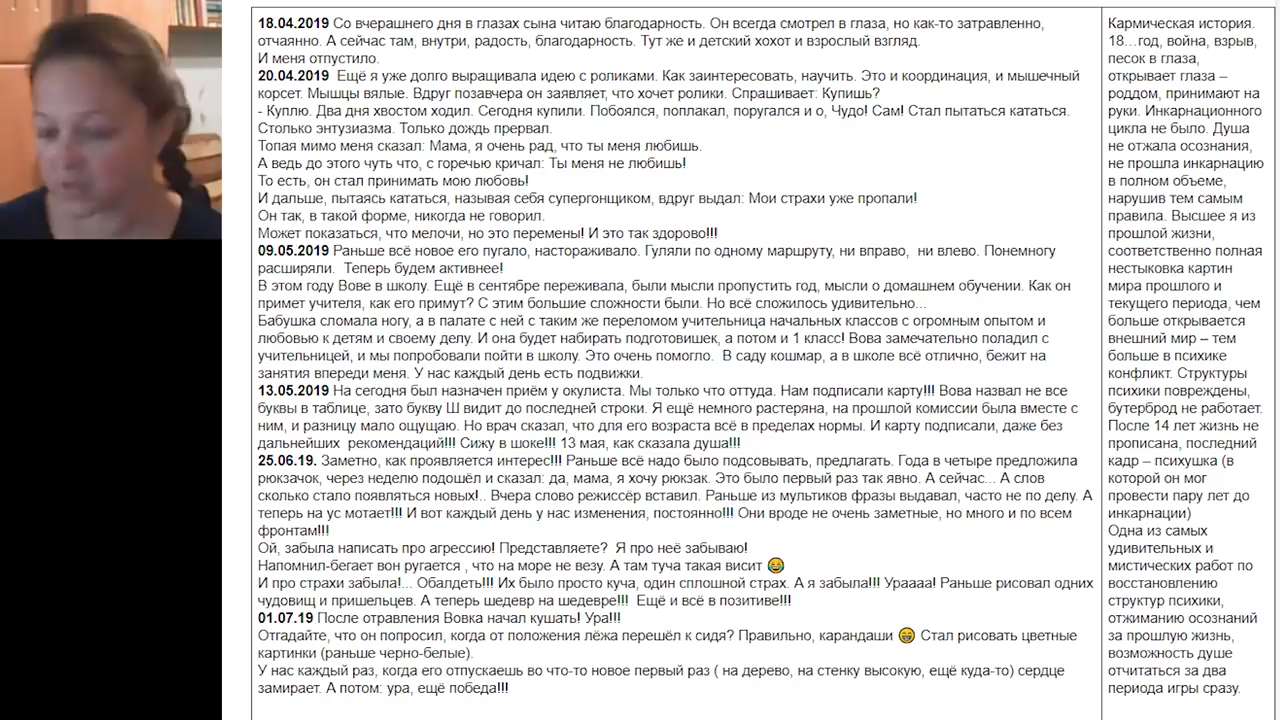 18.04.2019 Со вчерашнего дня в глазах сына читаю благодарность. Он всегда смотрел в глаза, но как-то затравленно,
отчаянно. А сейчас там, внутри, радость, благодарность. Тут же и детский хохот и взрослый взгляд.
И меня отпустило.
20.04.2019 Ещё я уже долго выращивала идею с роликами. Как заинтересовать, научить. Это и координация, и мышечный
корсет. Мышцы вялые. Вдруг позавчера он заявляет, что хочет ролики. Спрашивает: Купишь?
- Куплю. Два дня хвостом ходил. Сегодня купили. Побоялся, поплакал, поругался и о, Чудо! Сам! Стал пытаться кататься.
Столько энтузиазма. Только дождь прервал.
Топая мимо меня сказал: Мама, я очень рад, что ты меня любишь.
А ведь до этого чуть что, с горечью кричал: Ты меня не любишь!
То есть, он стал принимать мою любовь!
И дальше, пытаясь кататься, называя себя супергонщиком, вдруг выдал: Мои страхи уже пропали!
Он так, в такой форме, никогда не говорил.
Может показаться, что мелочи, но это перемены! И это так здорово!!!
09.05.2019 Раньше всё новое его пугало, настораживало. Гуляли по одному маршруту, ни вправо, ни влево. Понемногу
расширяли. Теперь будем активнее!
В этом году Вове в школу. Ещё в сентябре переживала, были мысли пропустить год, мысли о домашнем обучении. Как он
примет учителя, как его примут? С этим большие сложности были. Но всё сложилось удивительно...
Бабушка сломала ногу, а в палате с ней с таким же переломом учительница начальных классов с огромным опытом и
любовью к детям и своему делу. И она будет набирать подготовишек, а потом и 1 класс! Вова замечательно поладил с
учительницей, и мы попробовали пойти в школу. Это очень помогло. В саду кошмар, а в школе всё отлично, бежит на
занятия впереди меня. У нас каждый день есть подвижки.
13.05.2019 На сегодня был назначен приём у окулиста. Мы только что оттуда. Нам подписали карту!!! Вова назвал не все
буквы в таблице, зато букву Ш видит до последней строки. Я ещё немного растеряна, на прошлой комиссии была вместе с
ним, и разницу мало ощущаю. Но врач сказал, что для его возраста всё в пределах нормы. И карту подписали, даже без
дальнейших рекомендаций!!! Сижу в шоке!!! 13 мая, как сказала душа!!!
25.06.19. Заметно, как проявляется интерес!!! Раньше всё надо было подсовывать, предлагать. Года в четыре предложила
рюкзачок, через неделю подошёл и сказал: да, мама, я хочу рюкзак. Это было первый раз так явно. А сейчас... А слов
сколько стало появляться новых!.. Вчера слово режиссёр вставил. Раньше из мультиков фразы выдавал, часто не по делу. А
теперь на ус мотает!!! И вот каждый день у нас изменения, постоянно!!! Они вроде не очень заметные, но много и по всем
фронтам!!!
Ой, забыла написать про агрессию! Представляете? Я про неё забываю!
Напомнил-бегает вон ругается , что на море не везу. А там туча такая висит 😂
И про страхи забыла!... Обалдеть!!! Их было просто куча, один сплошной страх. А я забыла!!! Ураааа! Раньше рисовал одних
чудовищ и пришельцев. А теперь шедевр на шедевре!!! Ещё и всё в позитиве!!!
01.07.19 После отравления Вовка начал кушать! Ура!!!
Отгадайте, что он попросил, когда от положения лёжа перешёл к сидя? Правильно, карандаши 😁 Стал рисовать цветные
картинки (раньше черно-белые).
У нас каждый раз, когда его отпускаешь во что-то новое первый раз ( на дерево, на стенку высокую, ещё куда-то) сердце
замирает. А потом: ура, ещё победа!!!
Кармическая история.
18...год, война, взрыв,
песок в глаза,
открывает глаза –
роддом, принимают на
руки. Инкарнационного
цикла не было. Душа
не отжала осознания,
не прошла инкарнацию
в полном объеме,
нарушив тем самым
правила. Высшее я из
прошлой жизни,
соответственно полная
нестыковка картин
мира прошлого и
текущего периода, чем
больше открывается
внешний мир – тем
больше в психике
конфликт. Структуры
психики повреждены,
бутерброд не работает.
После 14 лет жизнь не
прописана, последний
кадр – психушка (в
которой он мог
провести пару лет до
инкарнации)
Одна из самых
удивительных и
мистических работ по
восстановлению
структур психики,
отжиманию осознаний
за прошлую жизнь,
возможность душе
отчитаться за два
периода игры сразу.